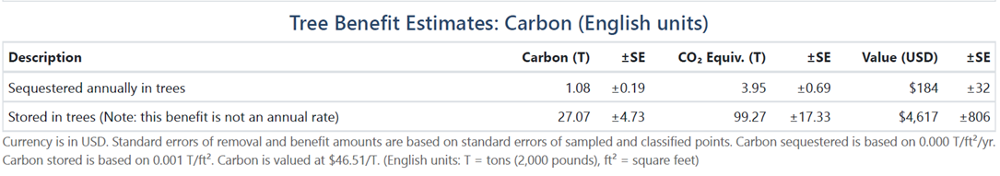 Tree Benefit Estimates: Carbon (English units)
Description Carbon (T) ±SE CO₂ Equiv. (T) ±SE Value (USD) ±SE
Sequestered annually in trees 1.08 ±0.19 3.95 ±0.69 $184 ±32
Stored in trees (Note: this benefit is not an annual rate) 27.07 ±4.73 99.27 ±17.33 $4,617 ±806
Currency is in USD. Standard errors of removal and benefit amounts are based on standard errors of sampled and classified points. Carbon sequestered is based on 0.000 T/ft²/yr.
Carbon stored is based on 0.001 T/ft². Carbon is valued at $46.51/T. (English units: T = tons (2,000 pounds), ft² = square feet)